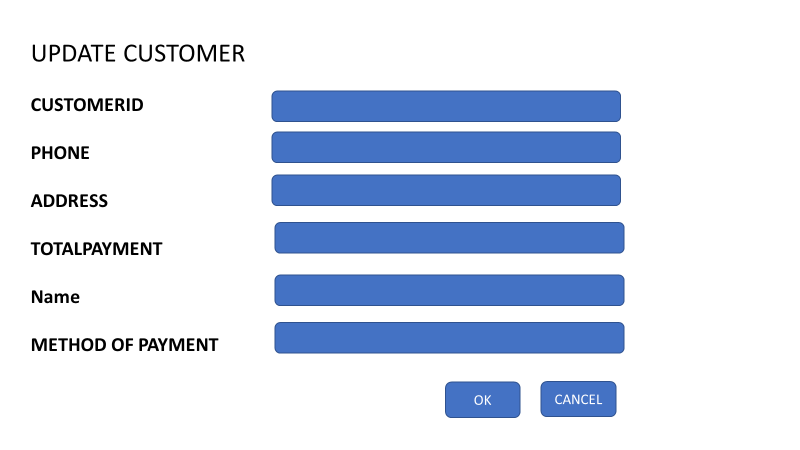 UPDATE CUSTOMER
CUSTOMERID
PHONE
ADDRESS
TOTALPAYMENT
Name
METHOD OF PAYMENT
OK
CANCEL